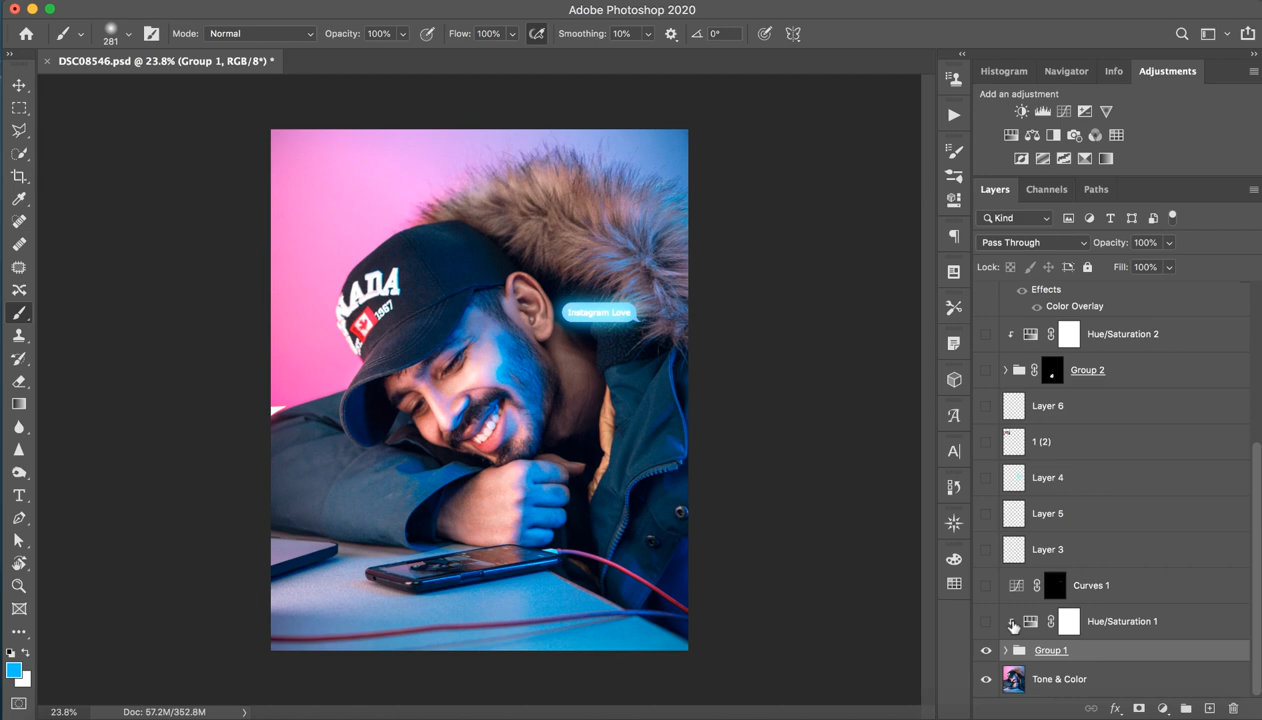 Adobe Photoshop 2020
281
Mode: Normal
Opacity: 100%
Flow: 100%
Smoothing: 10%
0°
DSC08546.psd @ 23.8% (Group 1, RGB/8*) *
Histogram
Navigator
Info
Adjustments
Add an adjustment
Layers
Channels
Paths
Kind
Pass Through
Opacity: 100%
Lock:
Fill: 100%
Effects
Color Overlay
Hue/Saturation 2
Group 2
Layer 6
1 (2)
Layer 4
Layer 5
Layer 3
Curves 1
Hue/Saturation 1
Group 1
Tone & Color
NADA
1967
Instagram Love
23.8%
Doc: 57.2M/352.8M